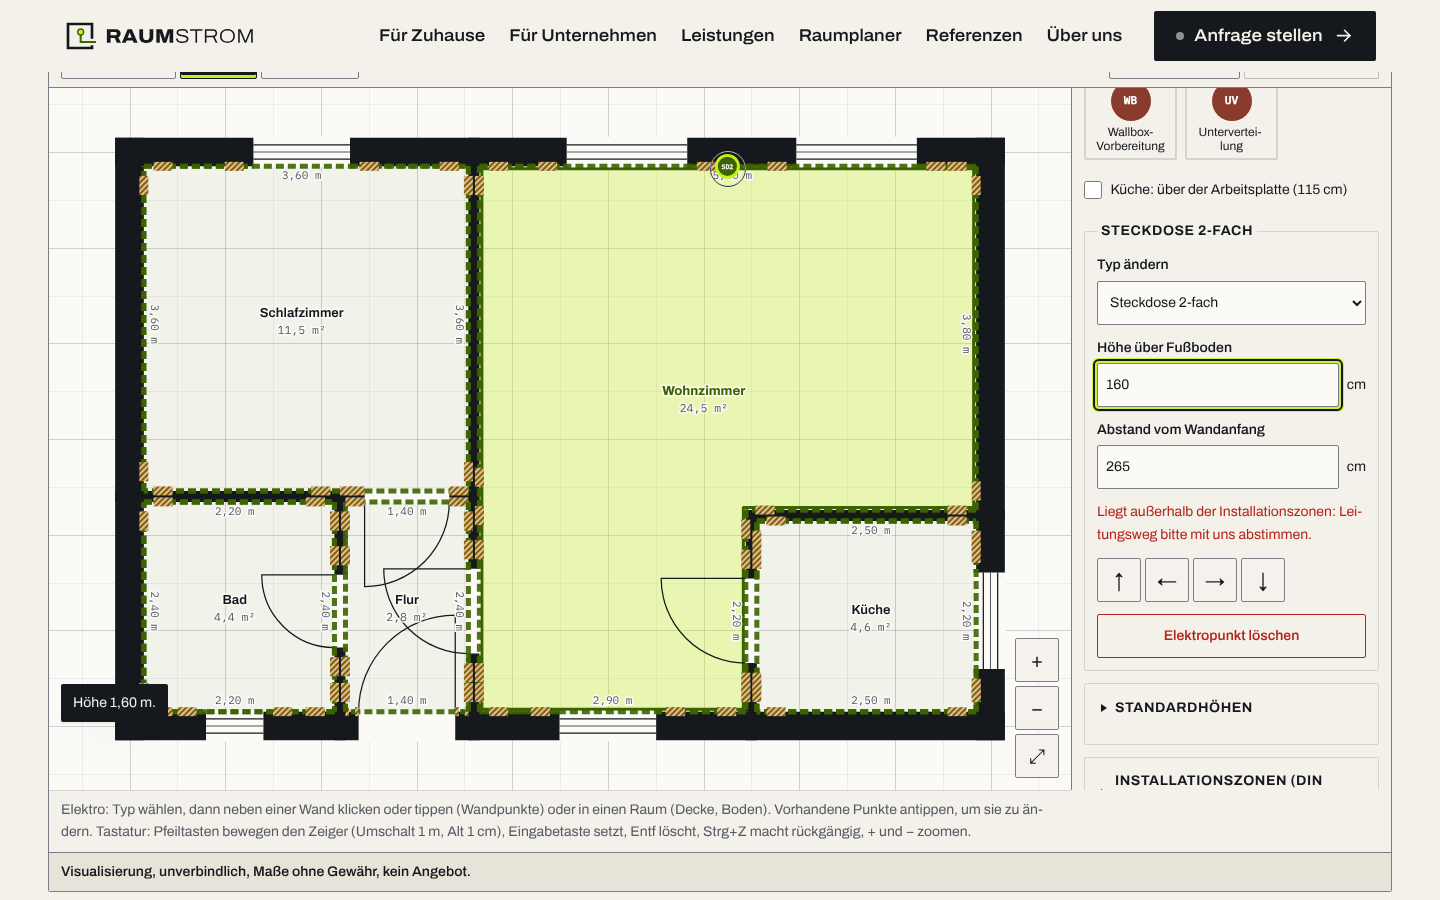 RAUMSTROM
Für Zuhause
Für Unternehmen
Leistungen
Raumplaner
Referenzen
Über uns
Anfrage stellen →
WB
UV
Wallbox-
Vorbereitung
Untervertei-
lung
Küche: über der Arbeitsplatte (115 cm)
STECKDOSE 2-FACH
Typ ändern
Steckdose 2-fach
Höhe über Fußboden
160 cm
Abstand vom Wandanfang
265 cm
Liegt außerhalb der Installationszonen: Lei-
tungsweg bitte mit uns abstimmen.
↑ ← → ↓
Elektropunkt löschen
STANDARDHÖHEN
INSTALLATIONSZONEN (DIN
SD2
3,60 m
3,60 m
3,60 m
3,80 m
Schlafzimmer
11,5 m²
Wohnzimmer
24,5 m²
2,20 m
1,40 m
2,50 m
2,40 m
2,40 m
2,40 m
2,20 m
2,20 m
Bad
4,4 m²
Flur
2,8 m²
Küche
4,6 m²
2,20 m
1,40 m
2,90 m
2,50 m
Höhe 1,60 m.
+
−
Elektro: Typ wählen, dann neben einer Wand klicken oder tippen (Wandpunkte) oder in einen Raum (Decke, Boden). Vorhandene Punkte antippen, um sie zu än-
dern. Tastatur: Pfeiltasten bewegen den Zeiger (Umschalt 1 m, Alt 1 cm), Eingabetaste setzt, Entf löscht, Strg+Z macht rückgängig, + und − zoomen.
Visualisierung, unverbindlich, Maße ohne Gewähr, kein Angebot.